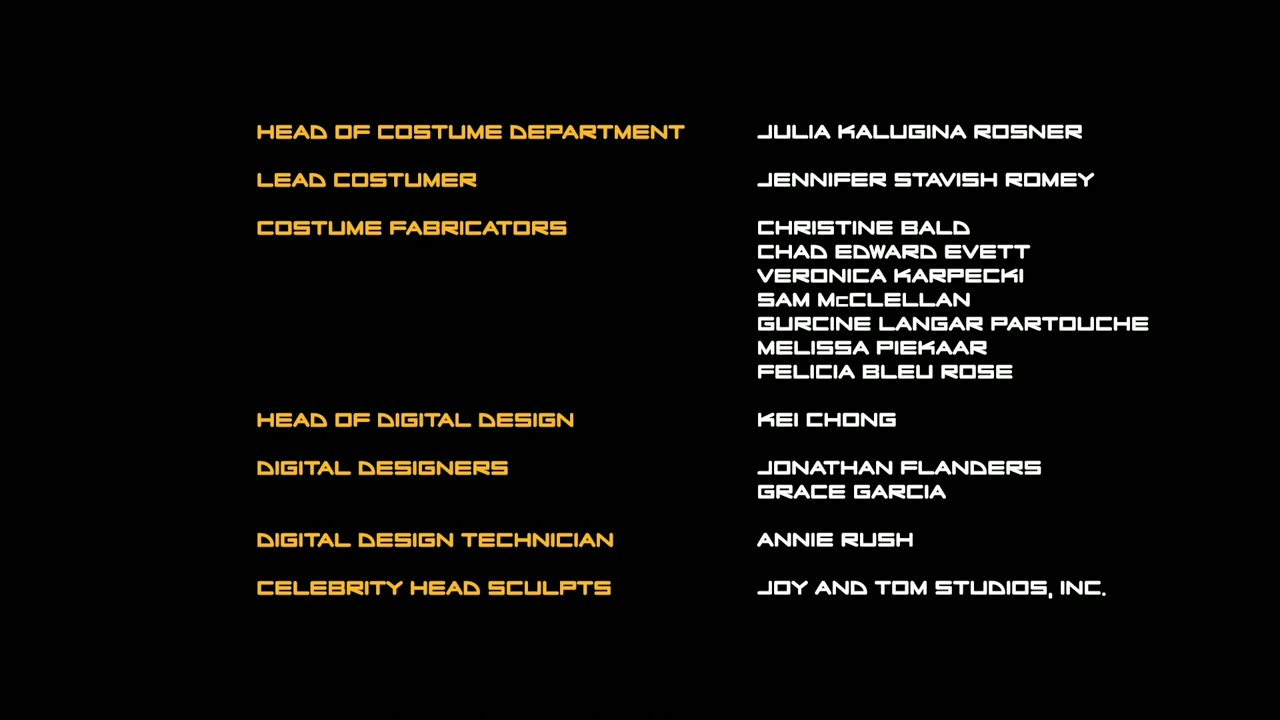 HEAD OF COSTUME DEPARTMENT JULIA KALUGINA ROSNER
LEAD COSTUMER JENNIFER STAVISH ROMEY
COSTUME FABRICATORS CHRISTINE BALD
CHAD EDWARD EVETT
VERONICA KARPECKI
SAM McCLELLAN
GURCINE LANGAR PARTOUCHE
MELISSA PIEKAAR
FELICIA BLEU ROSE
HEAD OF DIGITAL DESIGN KEI CHONG
DIGITAL DESIGNERS JONATHAN FLANDERS
GRACE GARCIA
DIGITAL DESIGN TECHNICIAN ANNIE RUSH
CELEBRITY HEAD SCULPTS JOY AND TOM STUDIOS, INC.